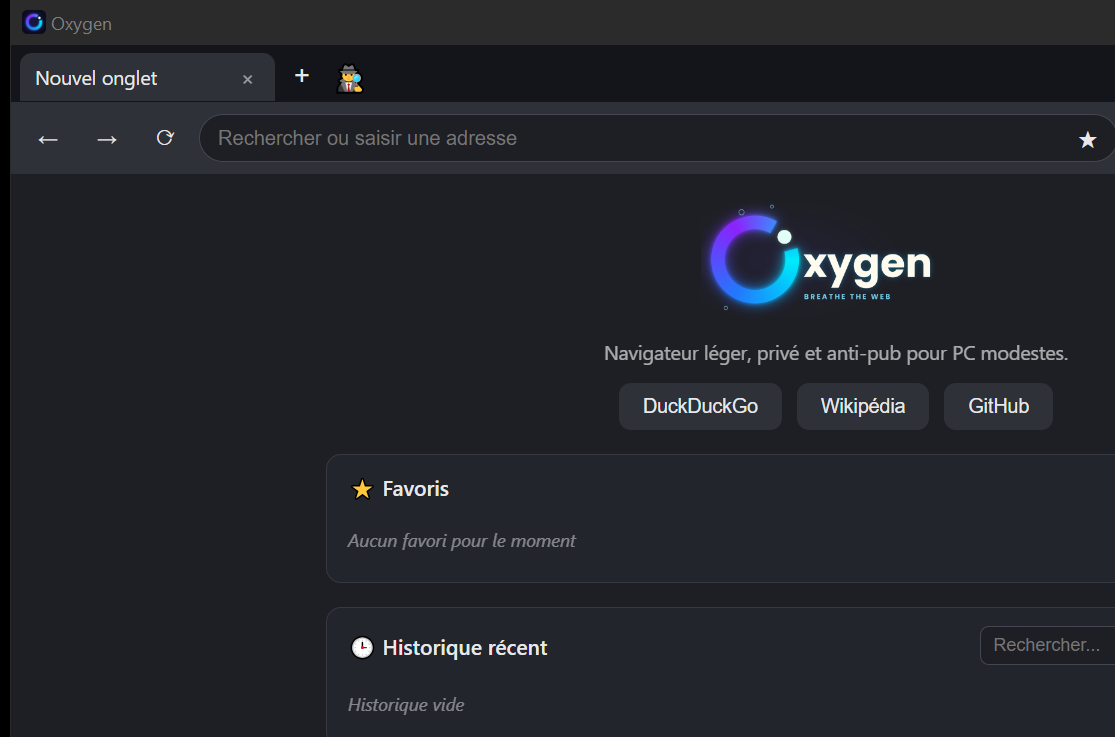 Oxygen
Nouvel onglet
Rechercher ou saisir une adresse
Oxygen
BREATHE THE WEB
Navigateur léger, privé et anti-pub pour PC modestes.
DuckDuckGo Wikipédia GitHub
Favoris
Aucun favori pour le moment
Historique récent Rechercher...
Historique vide